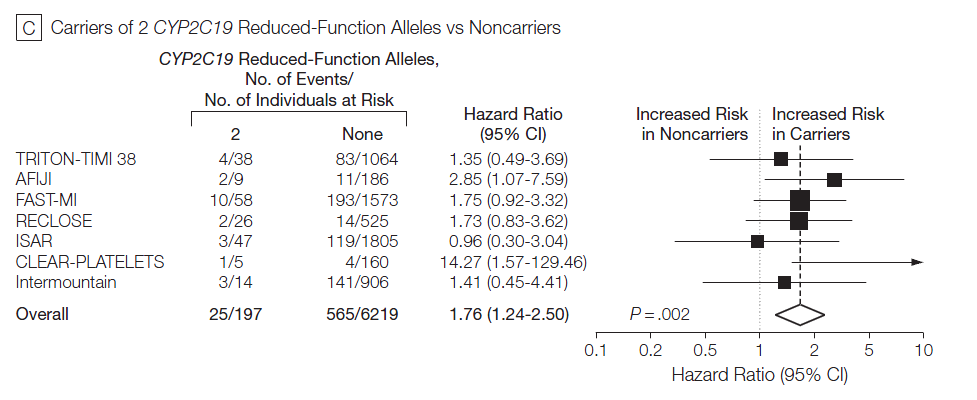 C Carriers of 2 CYP2C19 Reduced-Function Alleles vs Noncarriers
CYP2C19 Reduced-Function Alleles,
No. of Events/
No. of Individuals at Risk
2 None
Hazard Ratio
(95% CI)
Increased Risk
in Noncarriers
Increased Risk
in Carriers
TRITON-TIMI 38 4/38 83/1064 1.35 (0.49-3.69)
AFIJI 2/9 11/186 2.85 (1.07-7.59)
FAST-MI 10/58 193/1573 1.75 (0.92-3.32)
RECLOSE 2/26 14/525 1.73 (0.83-3.62)
ISAR 3/47 119/1805 0.96 (0.30-3.04)
CLEAR-PLATELETS 1/5 4/160 14.27 (1.57-129.46)
Intermountain 3/14 141/906 1.41 (0.45-4.41)
Overall 25/197 565/6219 1.76 (1.24-2.50) P = .002
0.1 0.2 0.5 1 2 5 10
Hazard Ratio (95% CI)